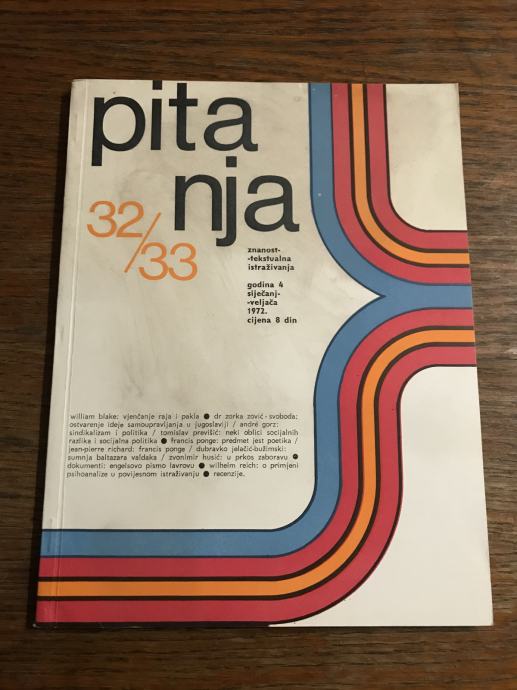 pita
nja
32/33
znanost-
-tekstualna
istraživanja
godina 4
siječanj-
-veljača
1972.
cijena 8 din
william blake: vjenčanje raja i pakla ● dr zorka zović-svoboda:
ostvarenje ideje samoupravljanja u jugoslaviji / andré gorz:
sindikalizam i politika / tomislav previšić: neki oblici socijalnih
razlika i socijalna politika ● francis ponge: predmet jest poetika /
jean-pierre richard: francis ponge / dubravko jelačić-bužimski:
sumnja baltazara valdaka / zvonimir husić: u prkos zaboravu ●
dokumenti: engelsovo pismo lavrovu ● wilhelm reich: o primjeni
psihoanalize u povijesnom istraživanju ● recenzije.